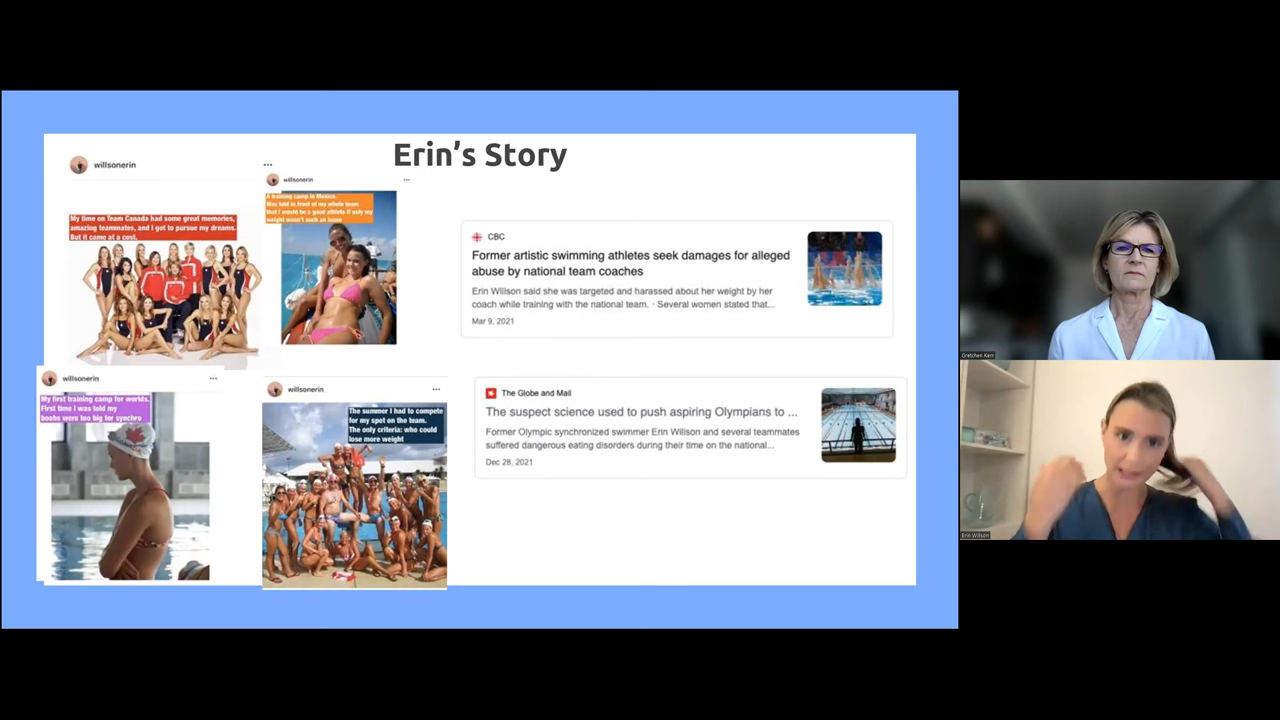 Erin's Story
willsonerin
My time on Team Canada had some great memories,
amazing teammates, and I got to pursue my dreams.
But it came at a cost.
willsonerin
A training camp in Mexico.
Was told in front of my whole team
that I would be a good athlete if only my
weight wasn't such an issue
willsonerin
My first training camp for worlds.
First time I was told my
boobs were too big for synchro
willsonerin
The summer I had to compete
for my spot on the team.
The only criteria: who could
lose more weight
CBC
Former artistic swimming athletes seek damages for alleged
abuse by national team coaches
Erin Willson said she was targeted and harassed about her weight by her
coach while training with the national team. · Several women stated that...
Mar 9, 2021
The Globe and Mail
The suspect science used to push aspiring Olympians to ...
Former Olympic synchronized swimmer Erin Willson and several teammates
suffered dangerous eating disorders during their time on the national...
Dec 28, 2021
Gretchen Kerr
Erin Willson